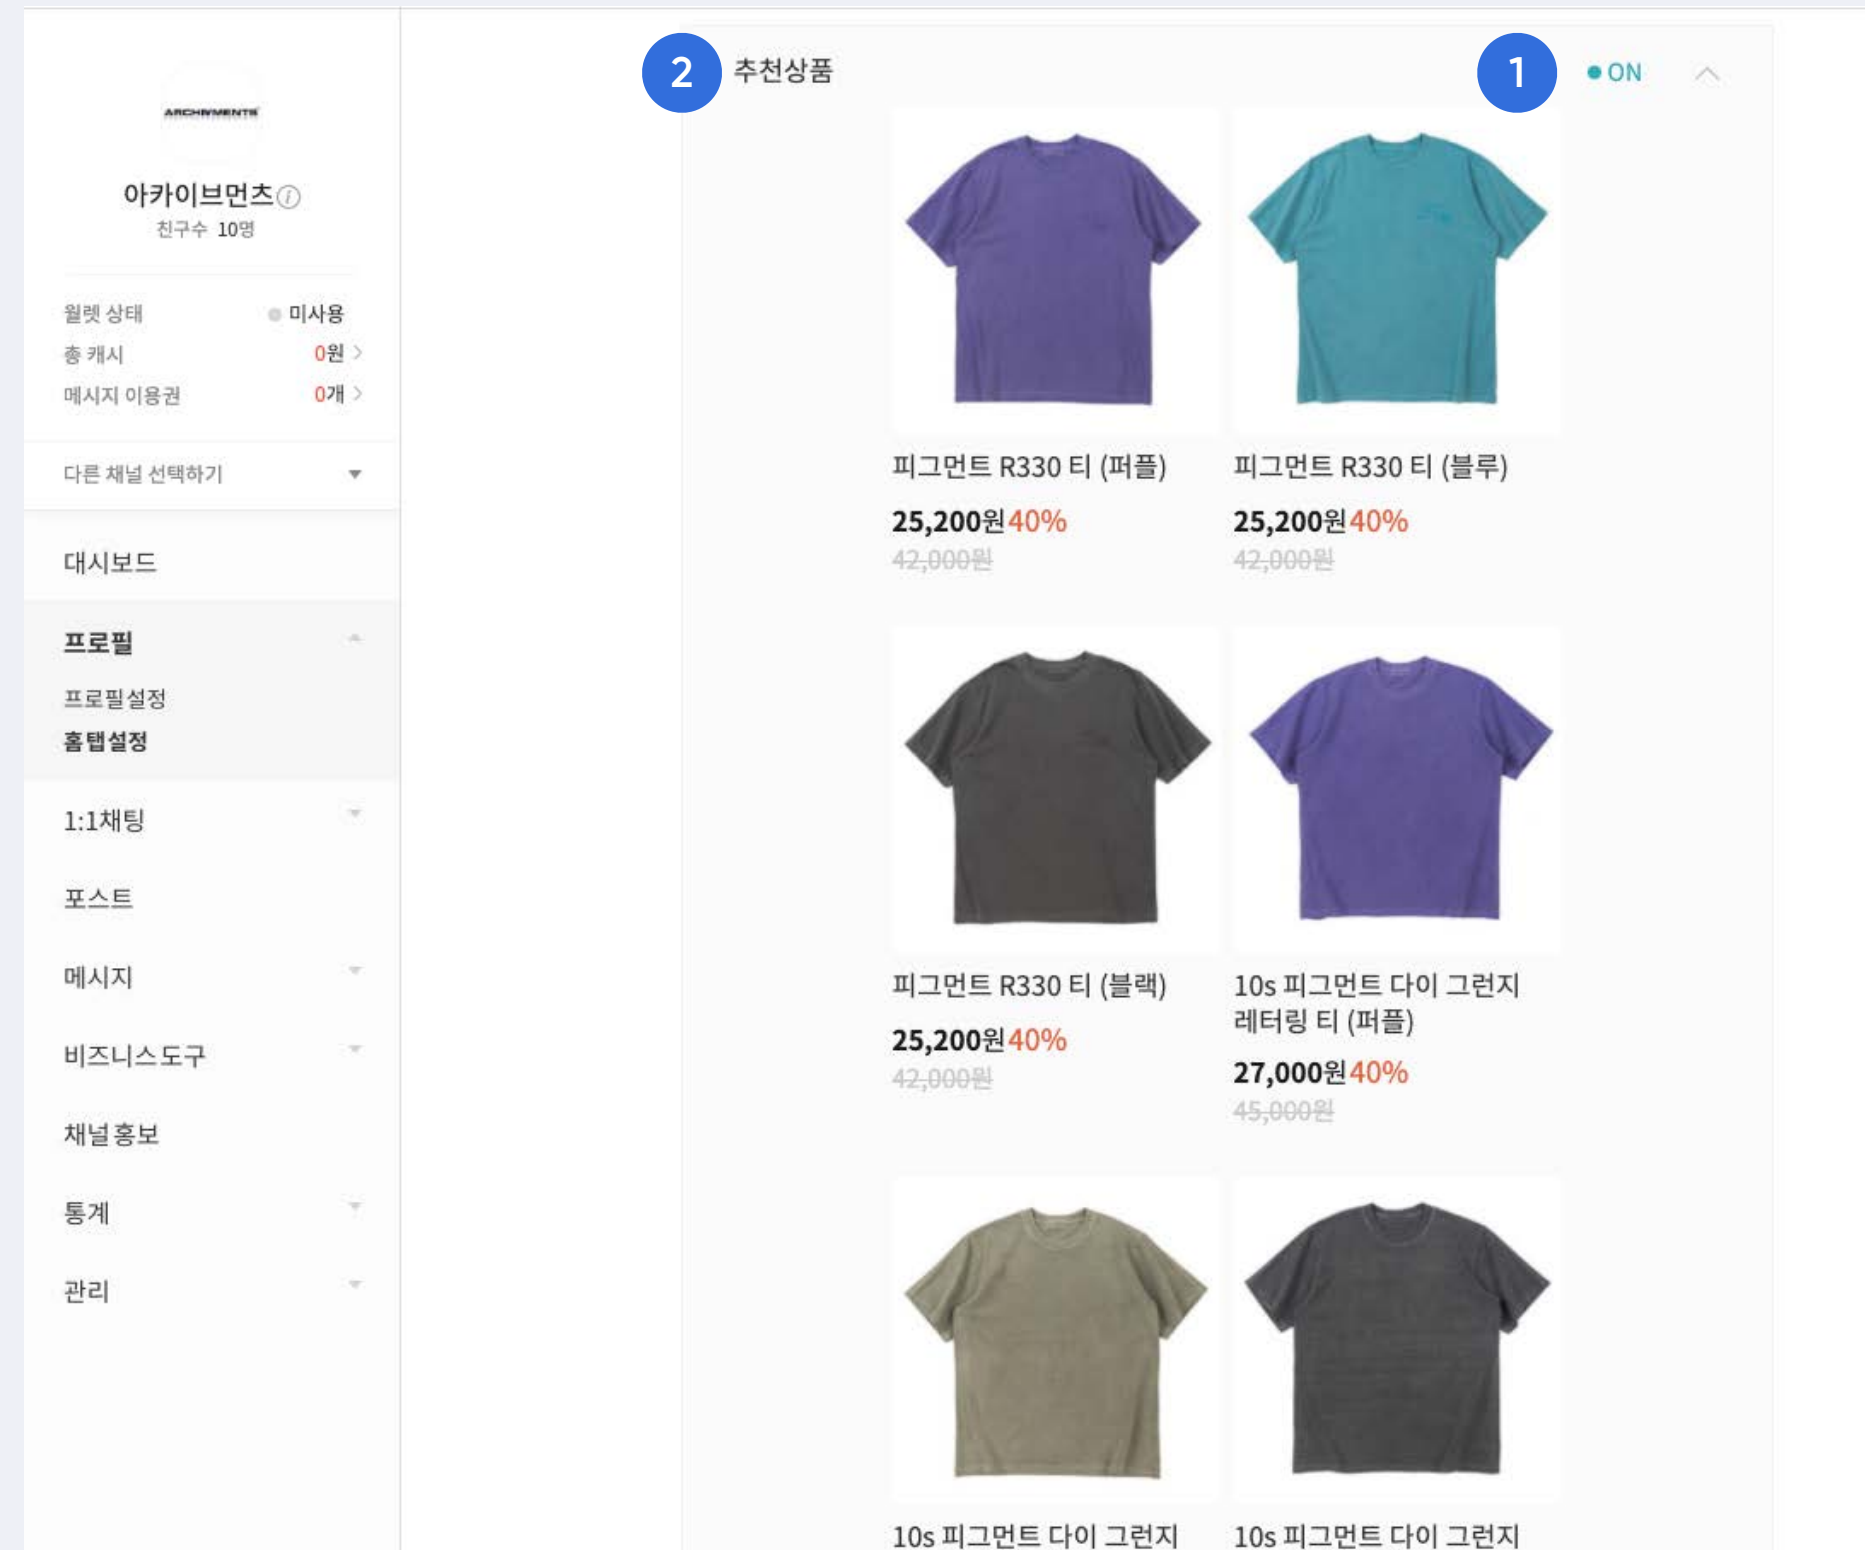 ARCHIVMENTS
아카이브먼츠
친구수 10명
월렛 상태 미사용
총 캐시 0원
메시지 이용권 0개
다른 채널 선택하기
대시보드
프로필
프로필설정
홈탭설정
1:1채팅
포스트
메시지
비즈니스도구
채널홍보
통계
관리
2 추천상품 1 ON
피그먼트 R330 티 (퍼플)
25,200원40%
42,000원
피그먼트 R330 티 (블루)
25,200원40%
42,000원
피그먼트 R330 티 (블랙)
25,200원40%
42,000원
10s 피그먼트 다이 그런지
레터링 티 (퍼플)
27,000원40%
45,000원
10s 피그먼트 다이 그런지
10s 피그먼트 다이 그런지